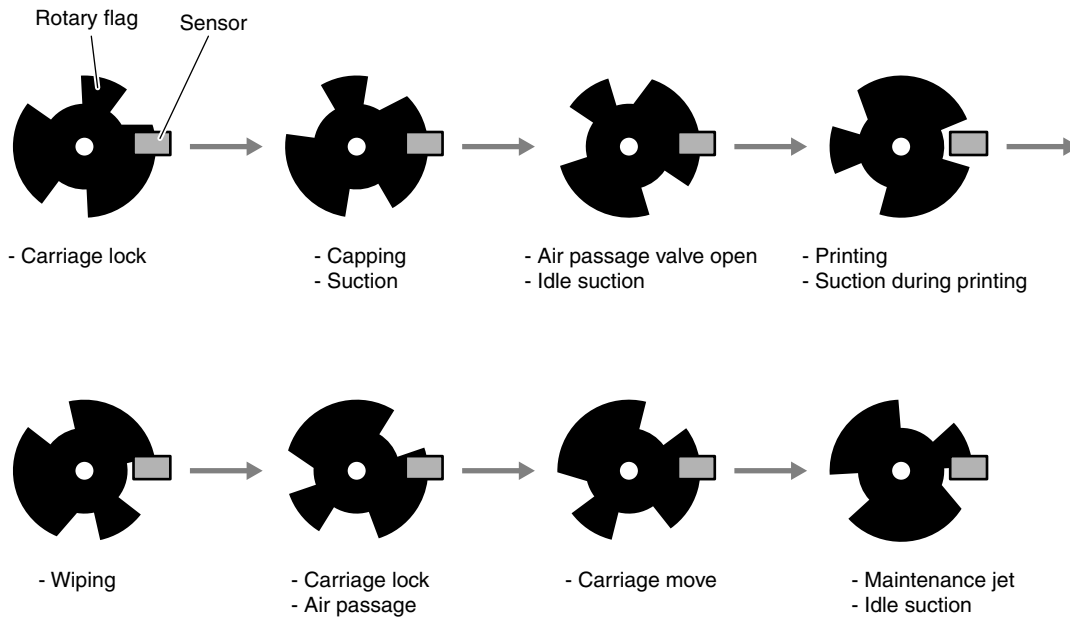 Rotary flag
Sensor
- Carriage lock
- Capping
- Suction
- Air passage valve open
- Idle suction
- Printing
- Suction during printing
- Wiping
- Carriage lock
- Air passage
- Carriage move
- Maintenance jet
- Idle suction